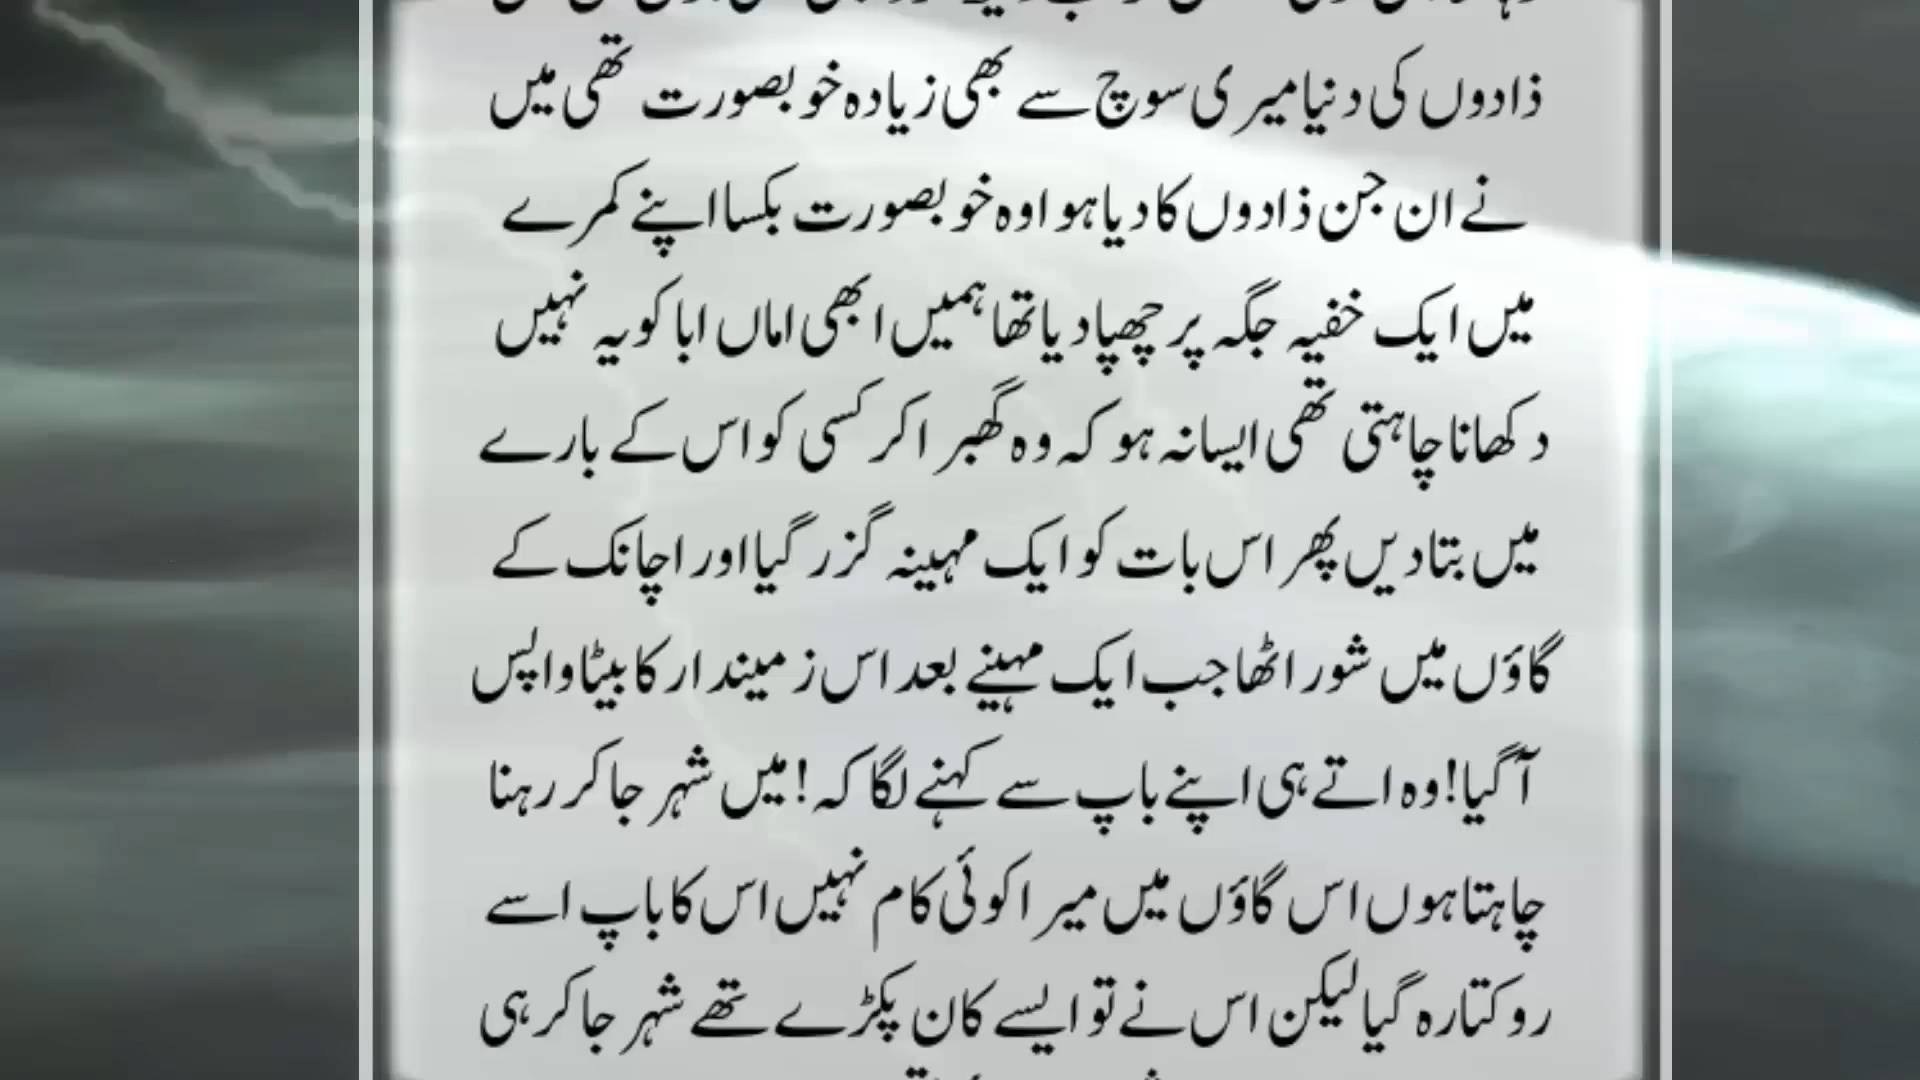 ذادوں کی دنیا میری سوچ سے بھی زیادہ خوبصورت تھی میں
نے ان جن ذادوں کا دیا ہوا وہ خوبصورت بکسا اپنے کمرے
میں ایک خفیہ جگہ پر چھپا دیا تھا ہمیں ابھی اماں ابا کو یہ نہیں
دکھانا چاہتی تھی ایسا نہ ہو کہ وہ گھبرا کر کسی کو اس کے بارے
میں بتا دیں پھر اس بات کو ایک مہینہ گزر گیا اور اچانک کے
گاؤں میں شور اٹھا جب ایک مہینے بعد اس زمیندار کا بیٹا واپس
آگیا! وہ اتے ہی اپنے باپ سے کہنے لگا کہ! میں شہر جا کر رہنا
چاہتا ہوں اس گاؤں میں میرا کوئی کام نہیں اس کا باپ اسے
روکتا رہ گیا لیکن اس نے تو ایسے کان پکڑے تھے شہر جا کر ہی